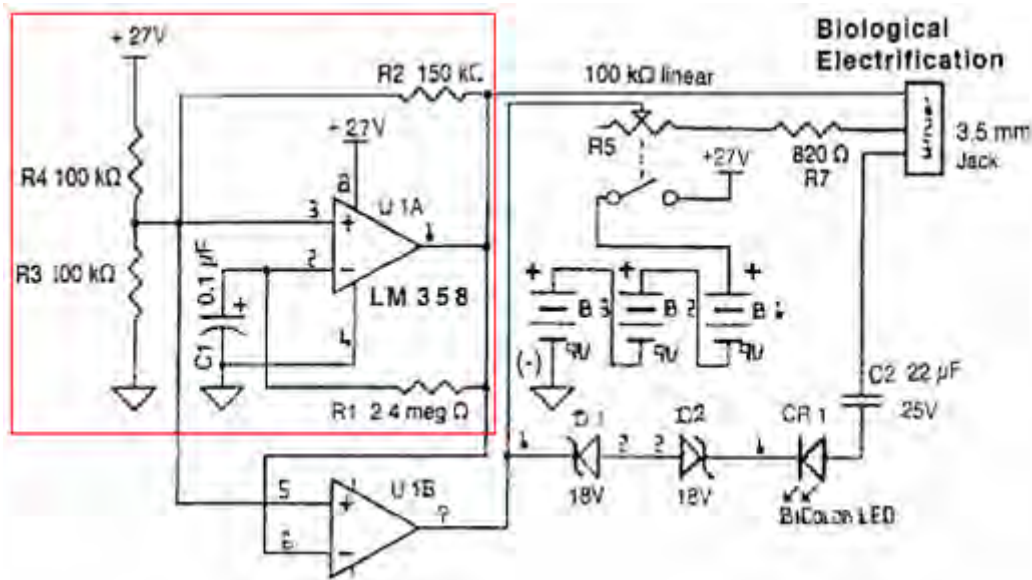 Biological
Electrification
+ 27V
R2 150 kΩ
100 kΩ linear
3.5 mm
Jack
R4 100 kΩ
+27V
8
R5
+27V
820 Ω
R7
3
U 1A
+
1
2
-
R3 100 kΩ
0.1 µF
+
C1
LM 358
4
+
+
+
B 3
B 2
B 1
(-)
9V
9V
9V
R1 2.4 meg Ω
C2 22 µF
25V
D1
D2
CR 1
1
2
2
1
18V
18V
BiColor LED
U 1B
5
+
6
-